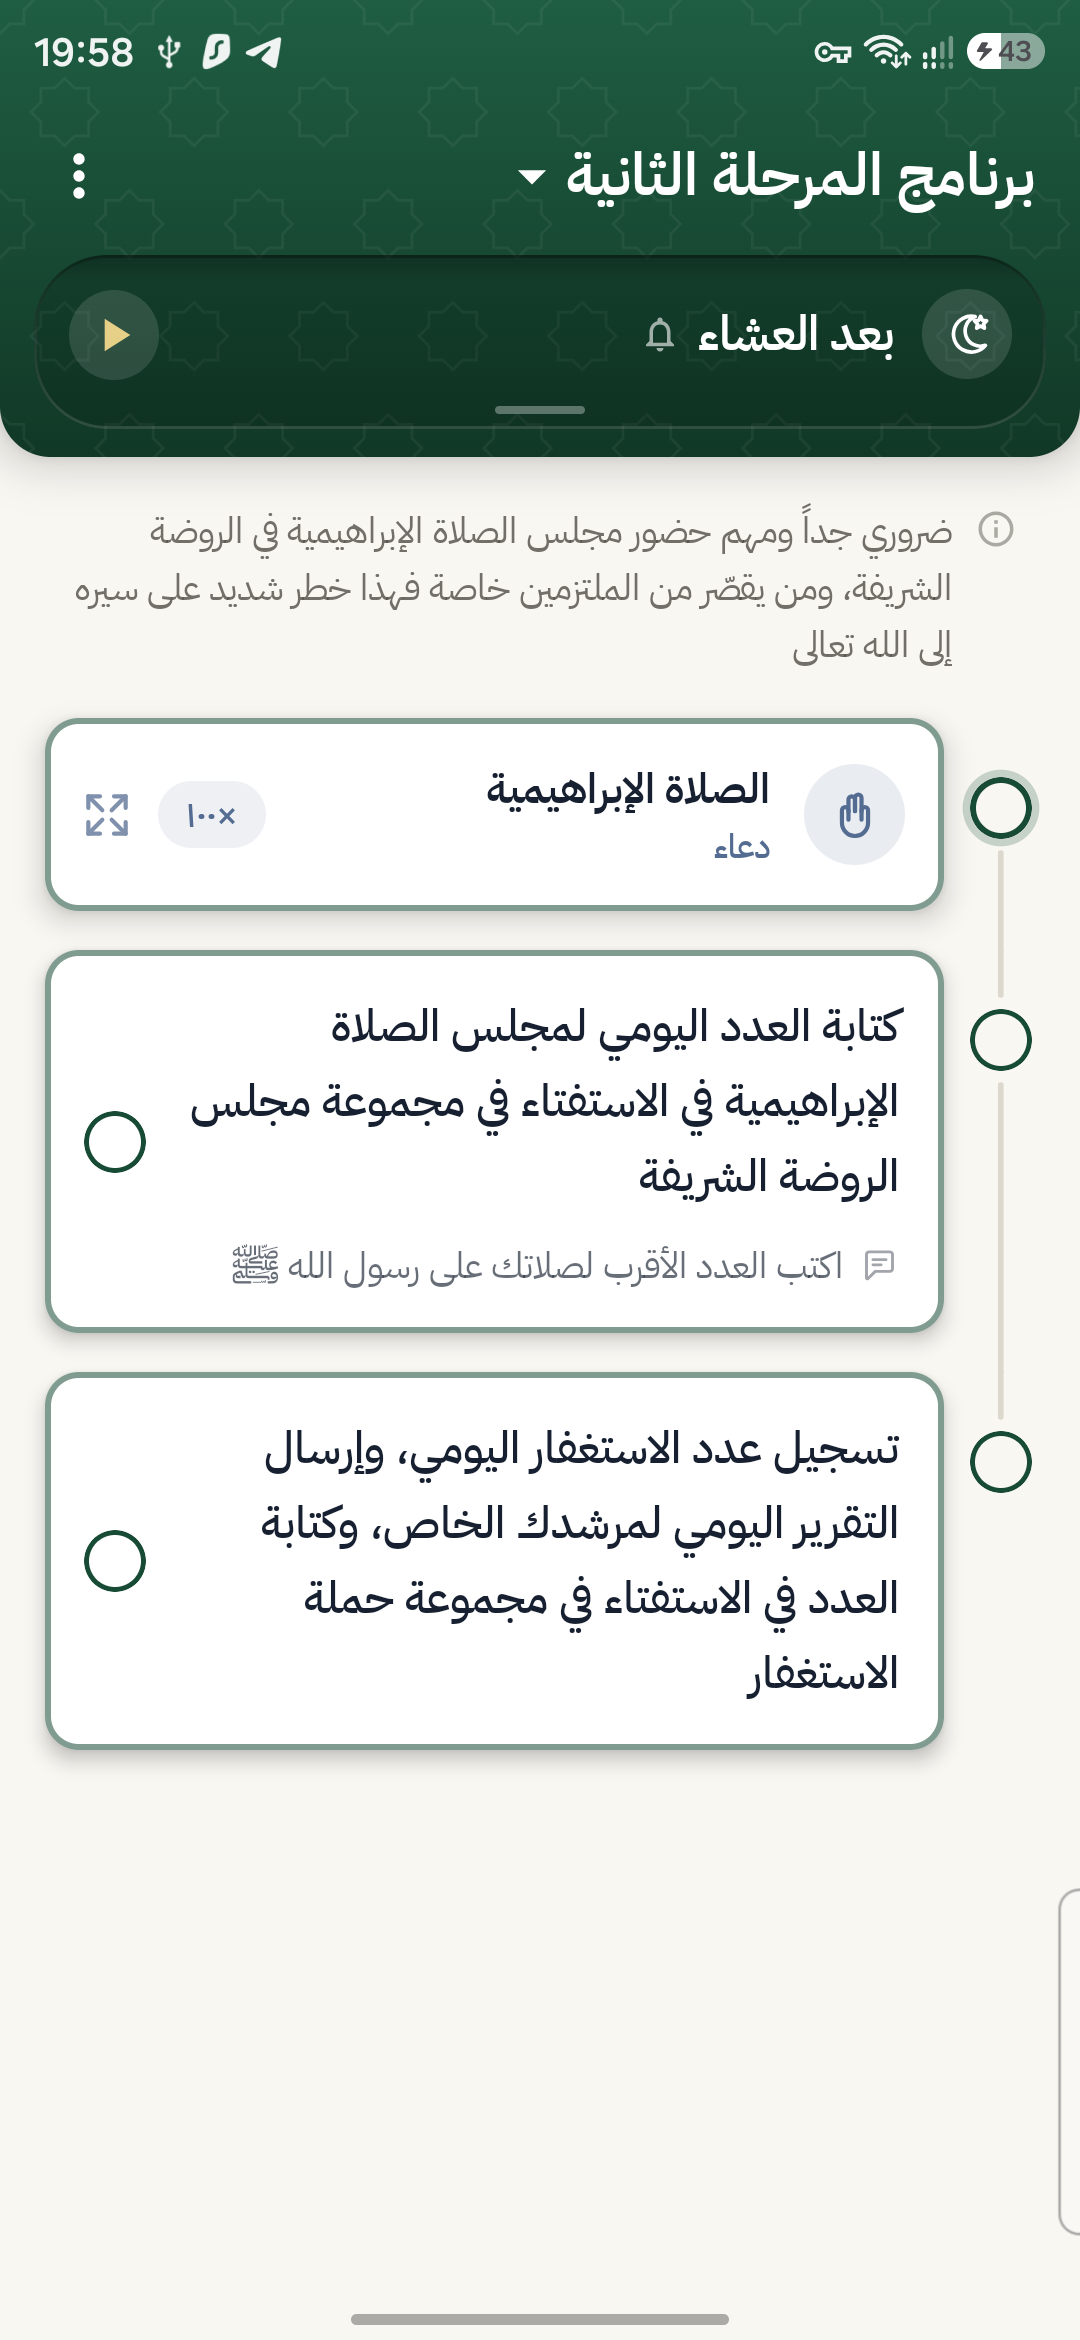 19:58
43
برنامج المرحلة الثانية
بعد العشاء
ضروري جداً ومهم حضور مجلس الصلاة الإبراهيمية في الروضة
الشريفة، ومن يقصّر من الملتزمين خاصة فهذا خطر شديد على سيره
إلى الله تعالى
الصلاة الإبراهيمية
دعاء
×١٠٠
كتابة العدد اليومي لمجلس الصلاة
الإبراهيمية في الاستفتاء في مجموعة مجلس
الروضة الشريفة
اكتب العدد الأقرب لصلاتك على رسول الله ﷺ
تسجيل عدد الاستغفار اليومي، وإرسال
التقرير اليومي لمرشدك الخاص، وكتابة
العدد في الاستفتاء في مجموعة حملة
الاستغفار